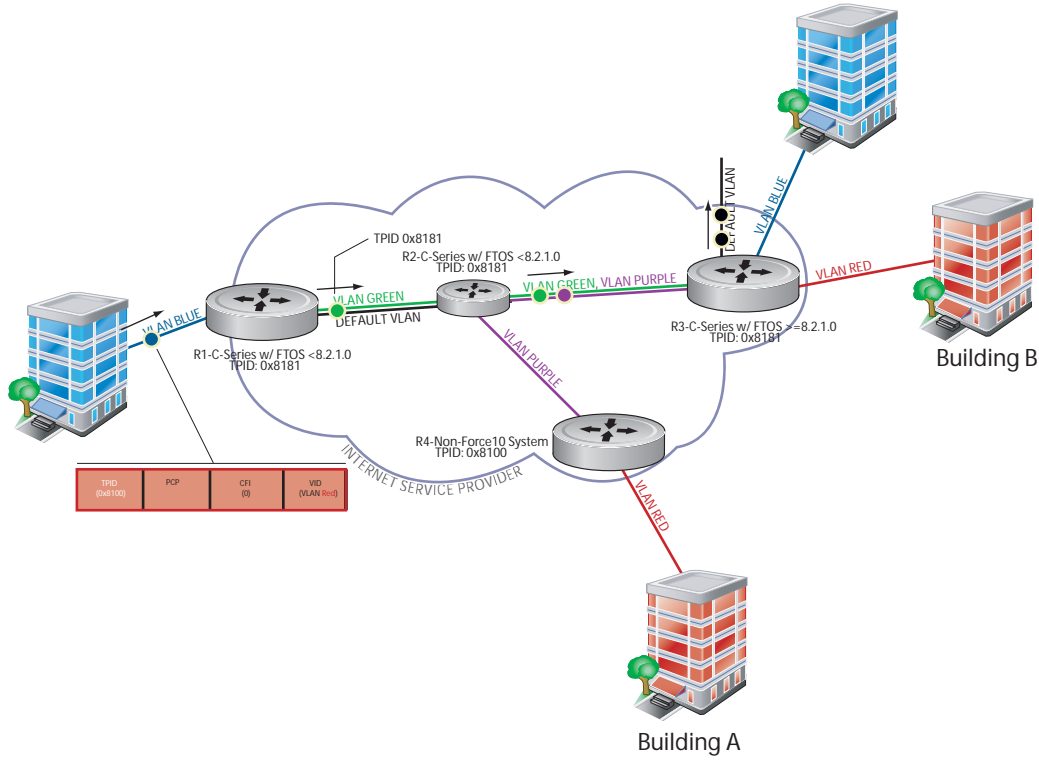 DEFAULT VLAN
VLAN BLUE
TPID 0x8181
R2-C-Series w/ FTOS <8.2.1.0
TPID: 0x8181
VLAN GREEN, VLAN PURPLE
VLAN RED
VLAN GREEN
DEFAULT VLAN
VLAN BLUE
R3-C-Series w/ FTOS >=8.2.1.0
TPID: 0x8181
R1-C-Series w/ FTOS <8.2.1.0
TPID: 0x8181
Building B
VLAN PURPLE
R4-Non-Force10 System
TPID: 0x8100
INTERNET SERVICE PROVIDER
TPID
(0x8100)
PCP
CFI
(0)
VID
(VLAN Red)
VLAN RED
Building A